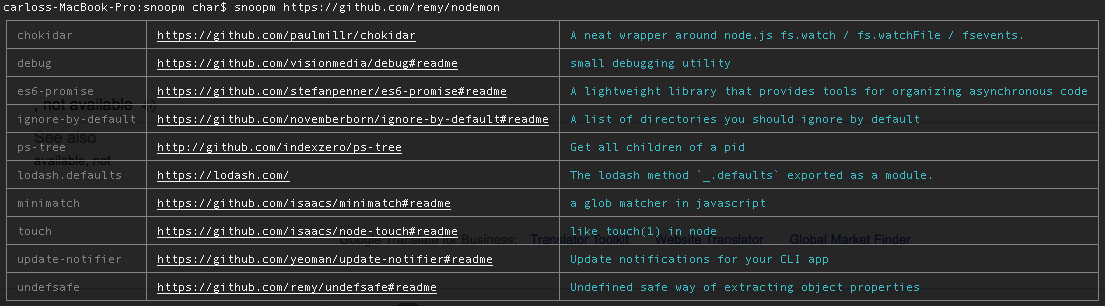 carloss-MacBook-Pro:snoopm char$ snoopm https://github.com/remy/nodemon
chokidar https://github.com/paulmillr/chokidar A neat wrapper around node.js fs.watch / fs.watchFile / fsevents.
debug https://github.com/visionmedia/debug#readme small debugging utility
es6-promise https://github.com/stefanpenner/es6-promise#readme A lightweight library that provides tools for organizing asynchronous code
, not available
ignore-by-default https://github.com/novemberborn/ignore-by-default#readme A list of directories you should ignore by default
See also
ps-tree http://github.com/indexzero/ps-tree Get all children of a pid
available, not
lodash.defaults https://lodash.com/ The lodash method `_.defaults` exported as a module.
minimatch https://github.com/isaacs/minimatch#readme a glob matcher in javascript
touch https://github.com/isaacs/node-touch#readme like touch(1) in node
Google Translate for Business: Translator Toolkit Website Translator Global Market Finder
update-notifier https://github.com/yeoman/update-notifier#readme Update notifications for your CLI app
undefsafe https://github.com/remy/undefsafe#readme Undefined safe way of extracting object properties